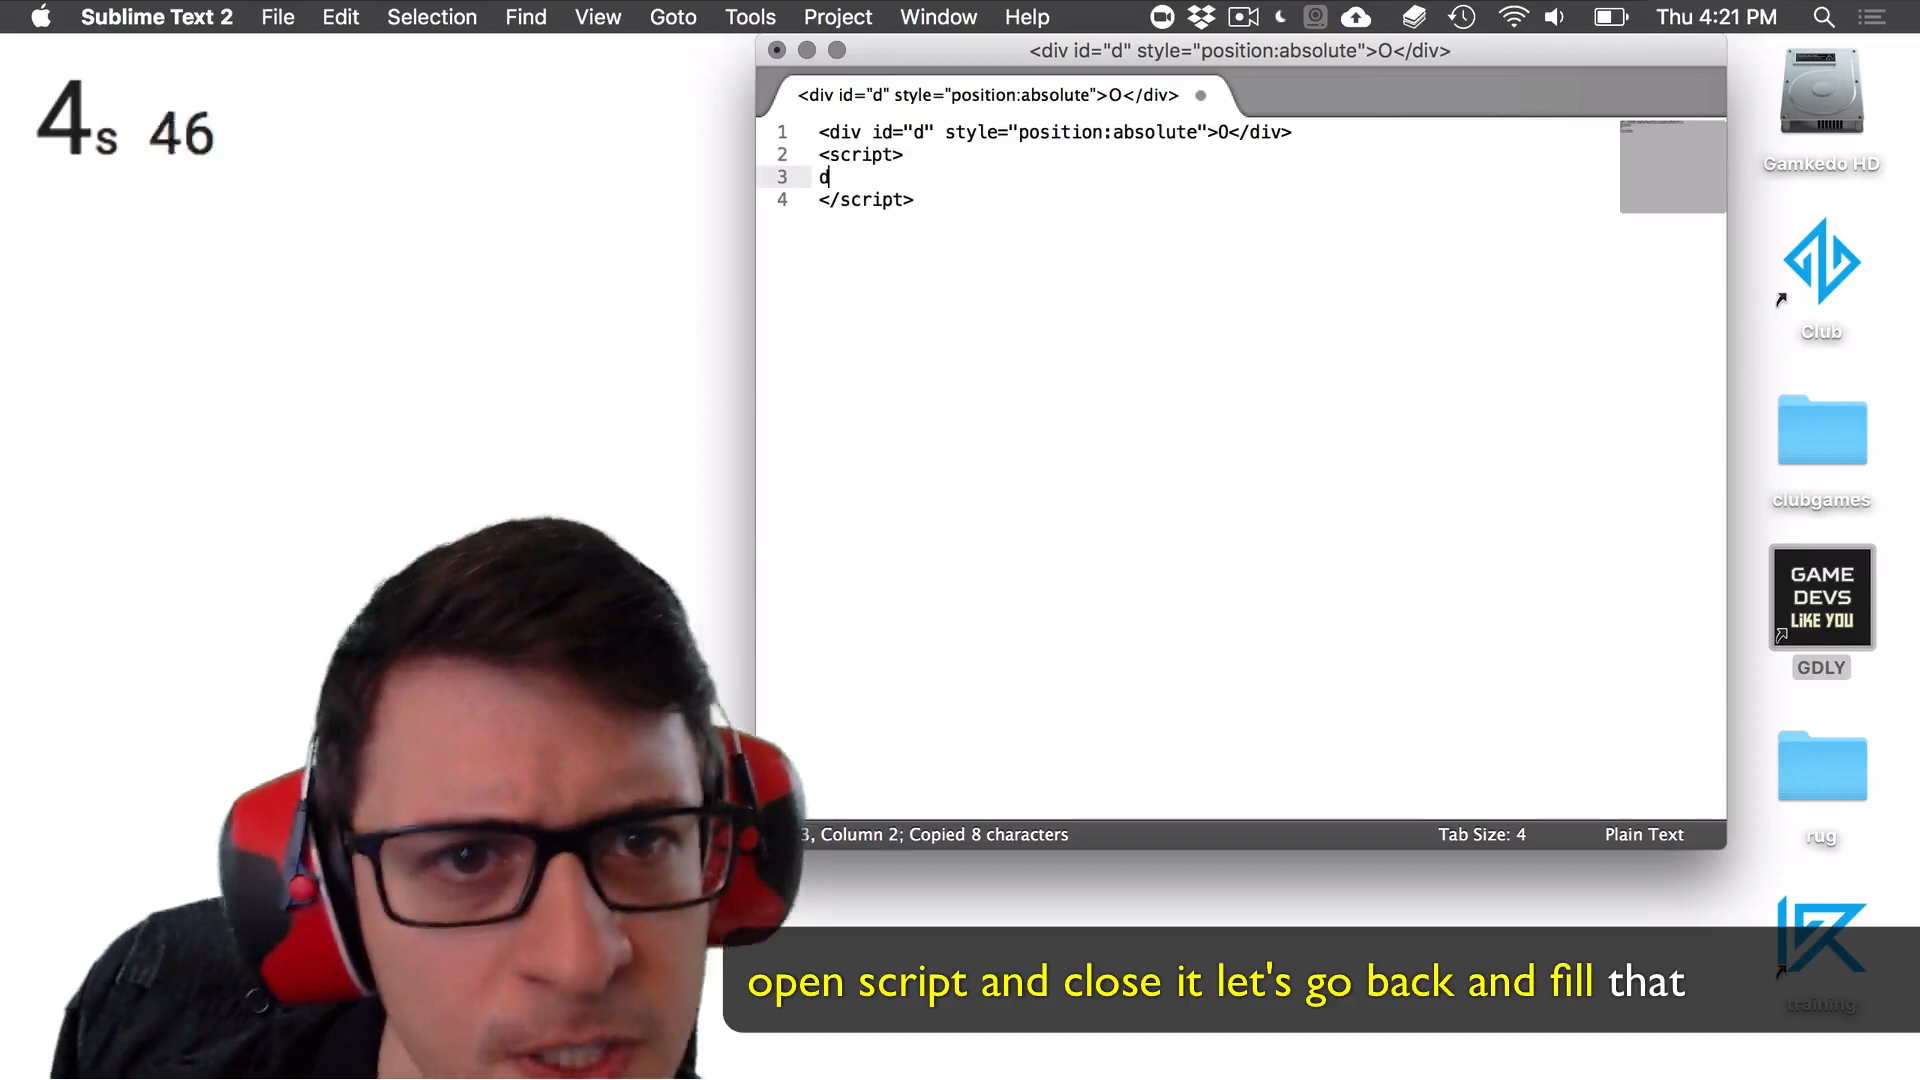 Sublime Text 2 File Edit Selection Find View Goto Tools Project Window Help Thu 4:21 PM
<div id="d" style="position:absolute">O</div>
4s 46
<div id="d" style="position:absolute">O</div>
1 <div id="d" style="position:absolute">O</div>
2 <script>
3 d
4 </script>
Gamkedo HD
Club
clubgames
GAME
DEVS
LIKE YOU
GDLY
rug
3, Column 2; Copied 8 characters Tab Size: 4 Plain Text
open script and close it let's go back and fill that
training